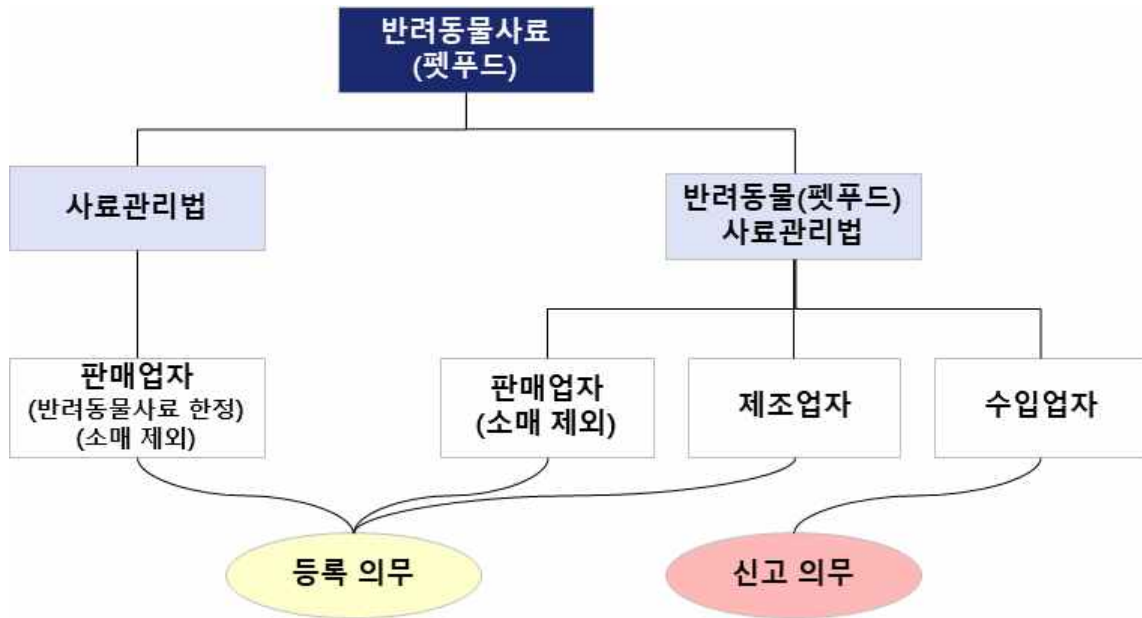 반려동물사료
(펫푸드)
사료관리법
반려동물(펫푸드)
사료관리법
판매업자
(반려동물사료 한정)
(소매 제외)
판매업자
(소매 제외)
제조업자
수입업자
등록 의무
신고 의무